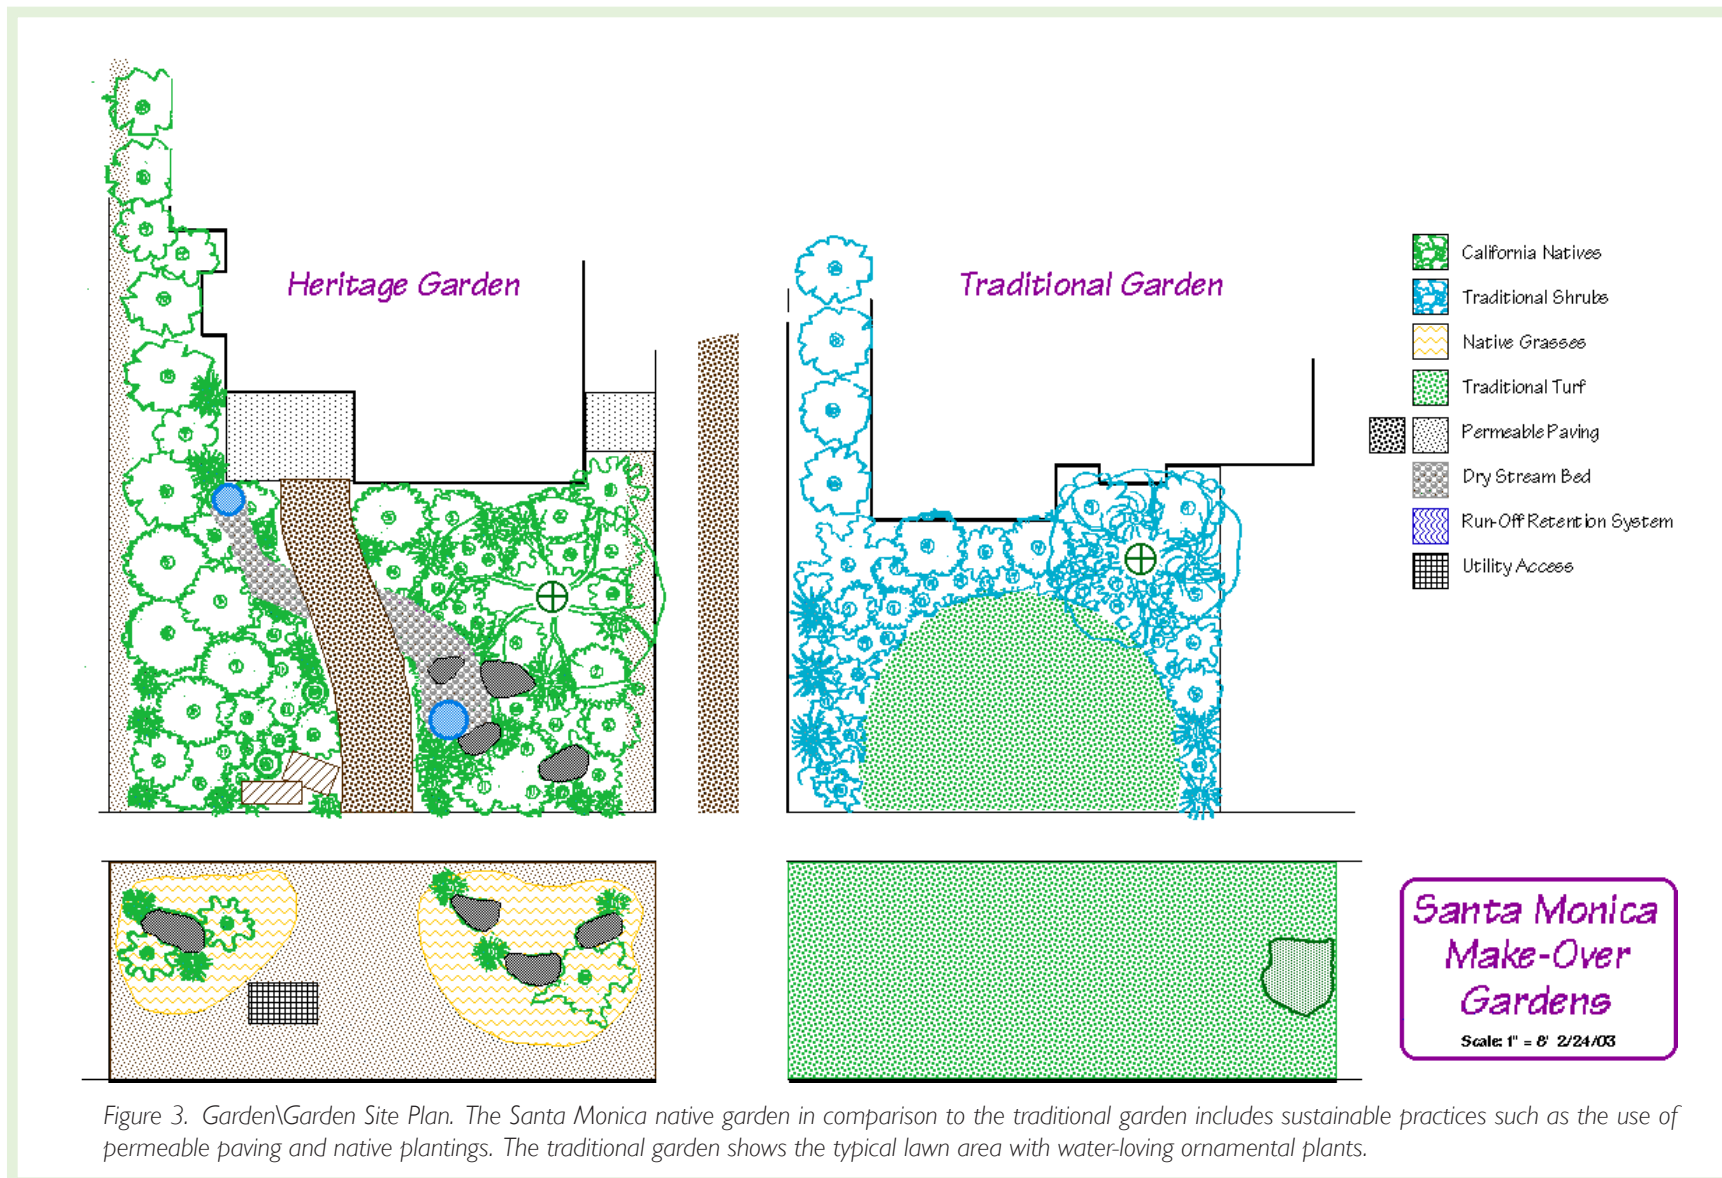 Heritage Garden
Traditional Garden
California Natives
Traditional Shrubs
Native Grasses
Traditional Turf
Permeable Paving
Dry Stream Bed
Run-Off Retention System
Utility Access
Santa Monica
Make-Over
Gardens
Scale: 1" = 8' 2/24/03
Figure 3. Garden\Garden Site Plan. The Santa Monica native garden in comparison to the traditional garden includes sustainable practices such as the use of
permeable paving and native plantings. The traditional garden shows the typical lawn area with water-loving ornamental plants.